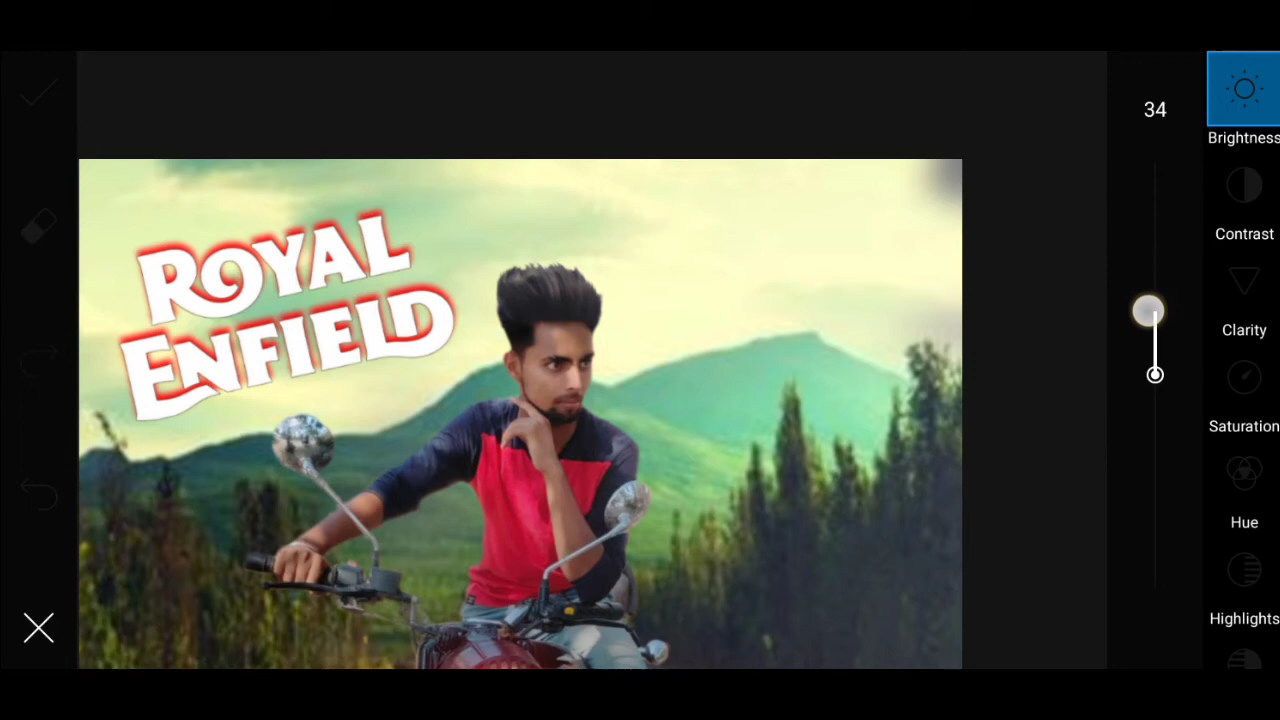 ROYAL
ENFIELD
34
Brightness
Contrast
Clarity
Saturation
Hue
Highlights